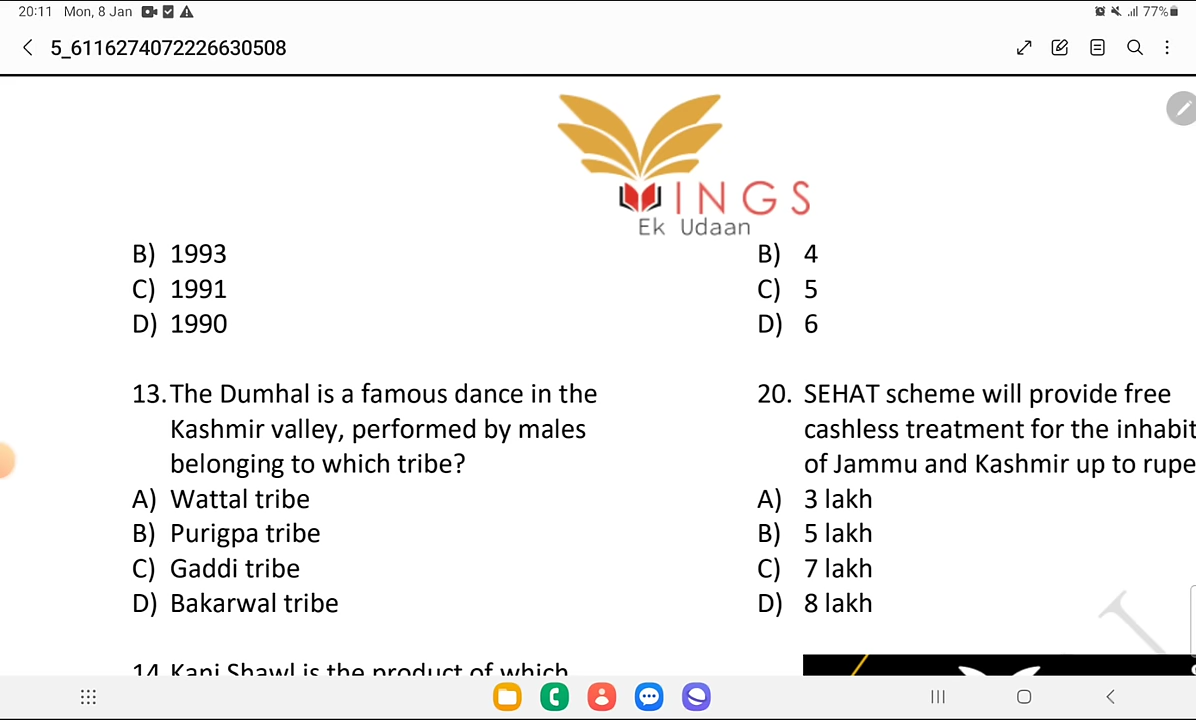 20:11 Mon, 8 Jan
77%
5_6116274072226630508
WINGS
Ek Udaan
B) 1993
C) 1991
D) 1990
13. The Dumhal is a famous dance in the
Kashmir valley, performed by males
belonging to which tribe?
A) Wattal tribe
B) Purigpa tribe
C) Gaddi tribe
D) Bakarwal tribe
14. Kani Shawl is the product of which
B) 4
C) 5
D) 6
20. SEHAT scheme will provide free
cashless treatment for the inhabit
of Jammu and Kashmir up to rupe
A) 3 lakh
B) 5 lakh
C) 7 lakh
D) 8 lakh